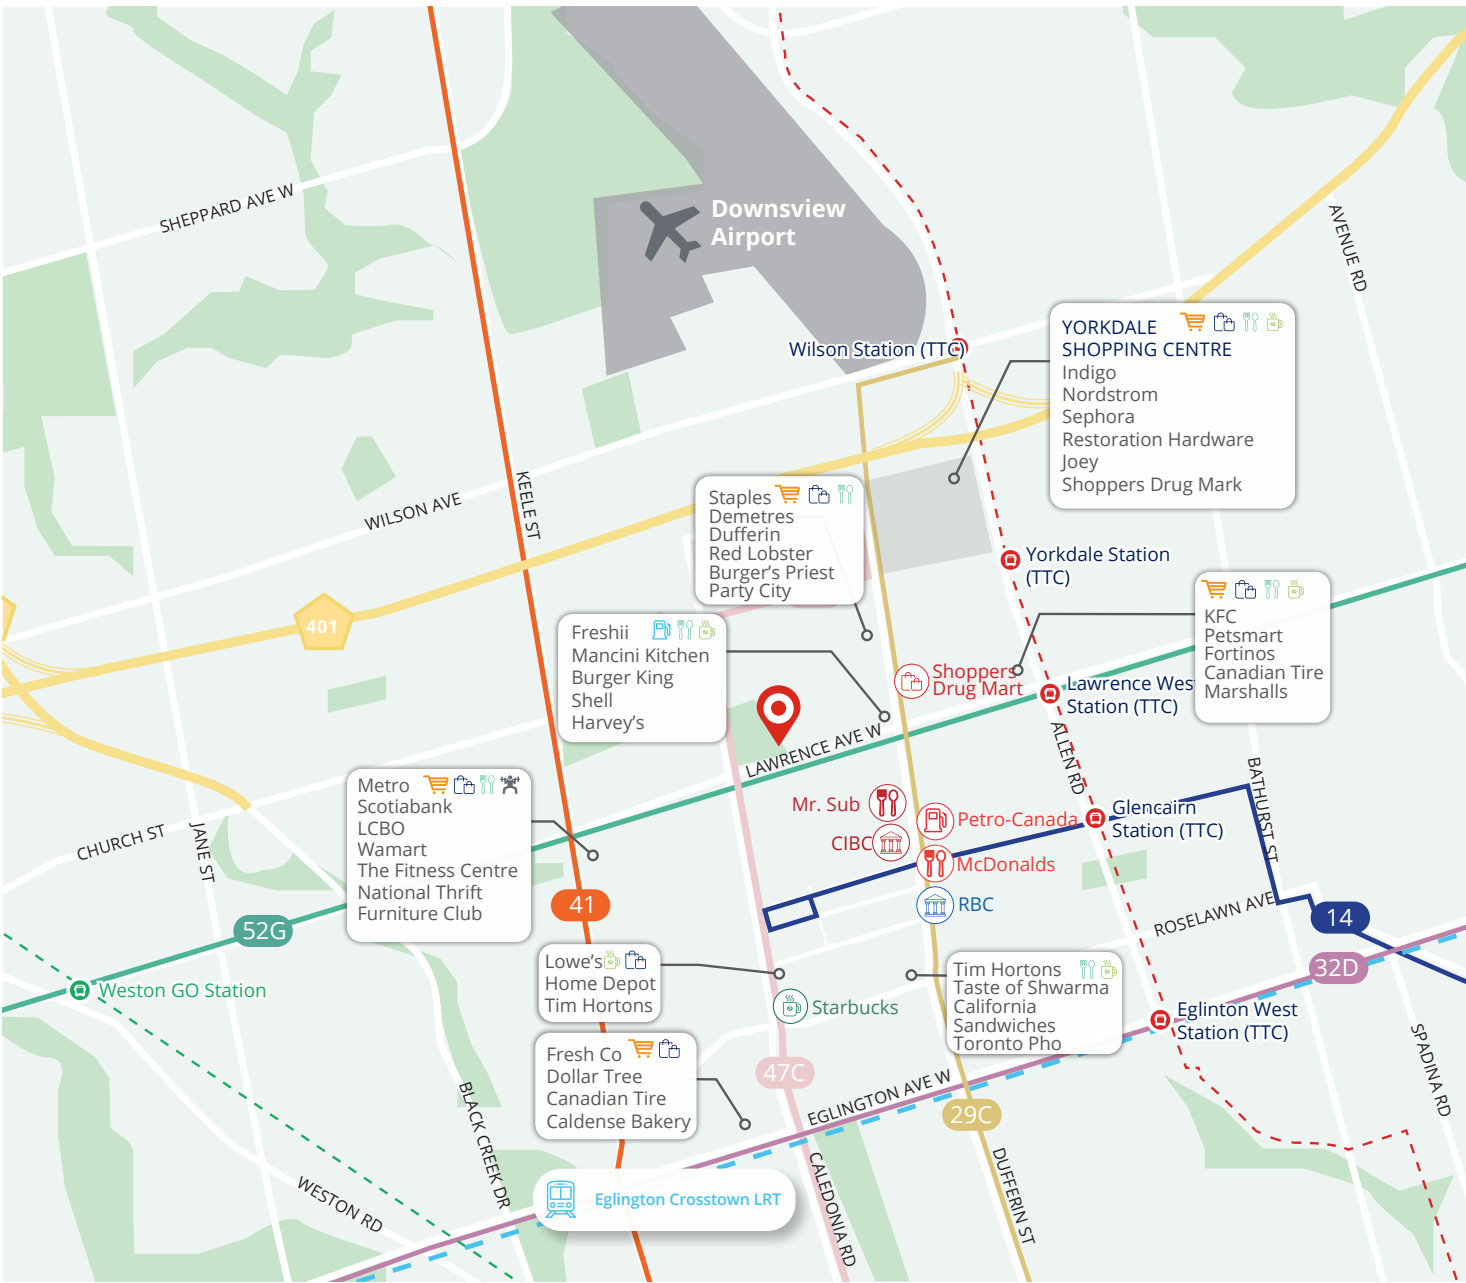 SHEPPARD AVE W
Downsview
Airport
AVENUE RD
Wilson Station (TTC)
YORKDALE
SHOPPING CENTRE
Indigo
Nordstrom
Sephora
Restoration Hardware
Joey
Shoppers Drug Mark
WILSON AVE
KEELE ST
Staples
Demetres
Dufferin
Red Lobster
Burger's Priest
Party City
Yorkdale Station
(TTC)
401
Freshii
Mancini Kitchen
Burger King
Shell
Harvey's
KFC
Petsmart
Fortinos
Canadian Tire
Marshalls
Shoppers
Drug Mart
Lawrence West
Station (TTC)
LAWRENCE AVE W
ALLEN RD
BATHURST ST
Metro
Scotiabank
LCBO
Wamart
The Fitness Centre
National Thrift
Furniture Club
CHURCH ST
JANE ST
Mr. Sub
Petro-Canada
Glencairn
Station (TTC)
CIBC
McDonalds
RBC
41
52G
14
ROSELAWN AVE
32D
Weston GO Station
Lowe's
Home Depot
Tim Hortons
Starbucks
Tim Hortons
Taste of Shwarma
California
Sandwiches
Toronto Pho
Eglinton West
Station (TTC)
Fresh Co
Dollar Tree
Canadian Tire
Caldense Bakery
47C
EGLINGTON AVE W
29C
SPADINA RD
BLACK CREEK DR
WESTON RD
Eglington Crosstown LRT
CALEDONIA RD
DUFFERIN ST